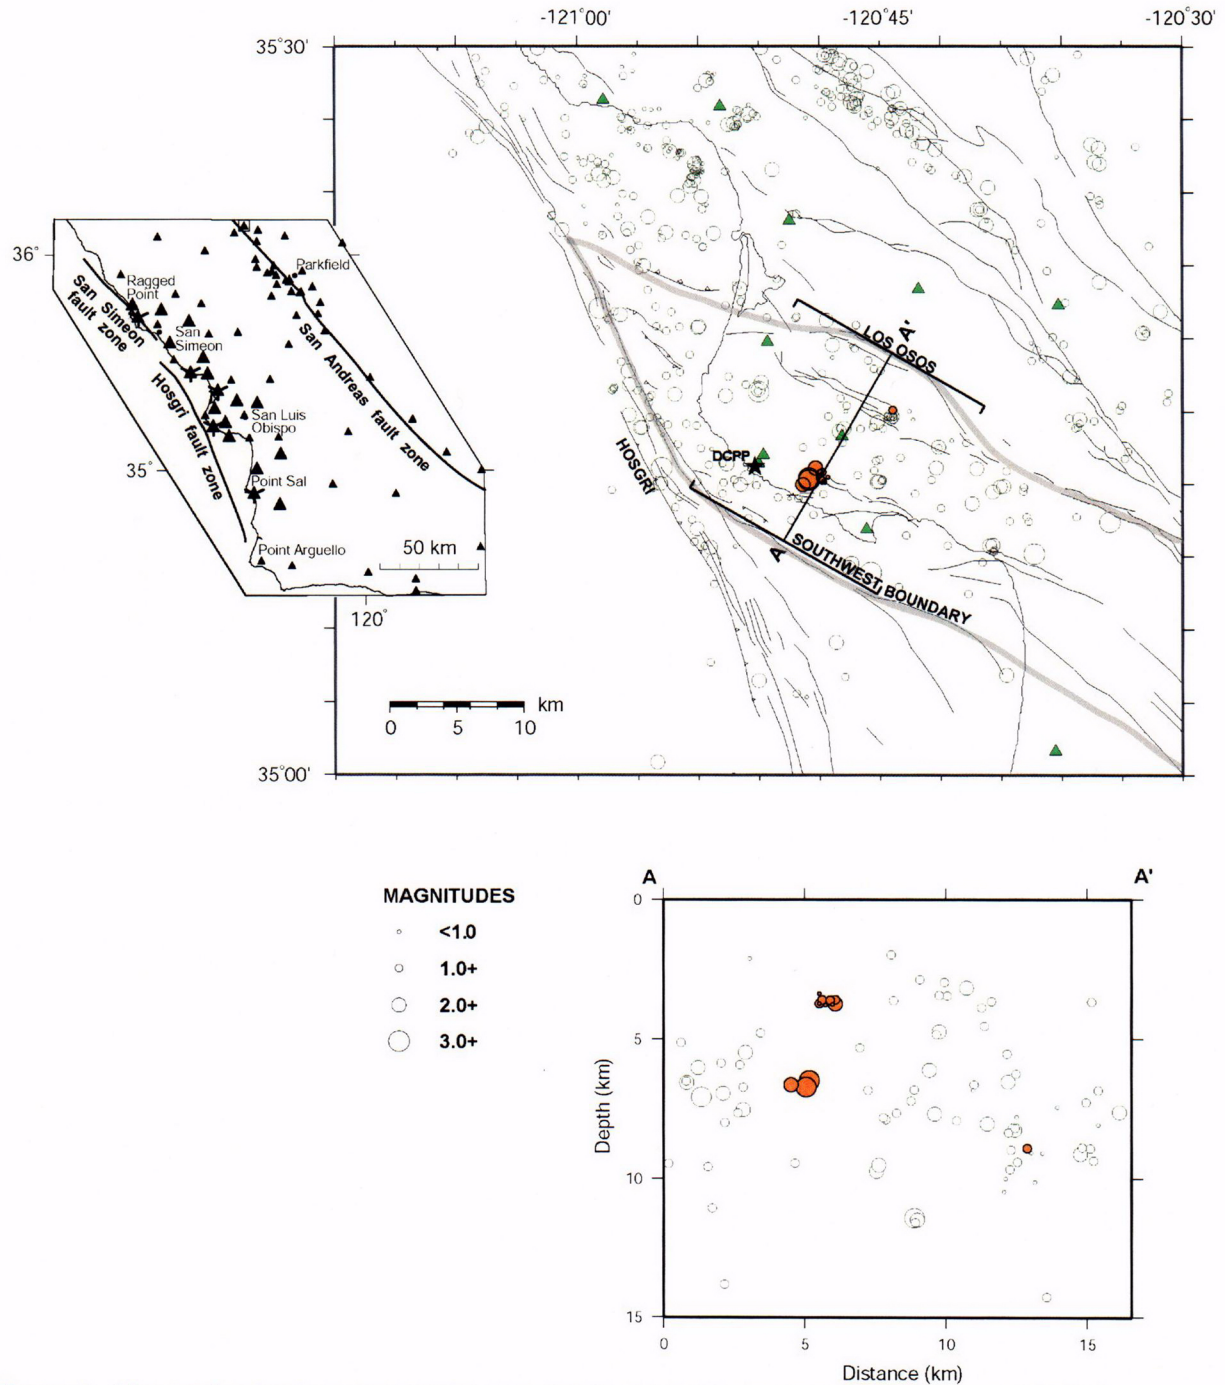 -121°00'
-120°45'
-120°30'
35°30'
36°
Parkfield
Ragged
Point
San Simeon
fault zone
San
Simeon
San Andreas fault zone
Hosgri fault zone
San Luis
Obispo
35°
Point Sal
Point Arguello
50 km
120°
A'
LOS OSOS
HOSGRI
DCPP
A
SOUTHWEST BOUNDARY
km
0 5 10
35°00'
MAGNITUDES
<1.0
1.0+
2.0+
3.0+
A A'
0
5
10
15
Depth (km)
0 5 10 15
Distance (km)